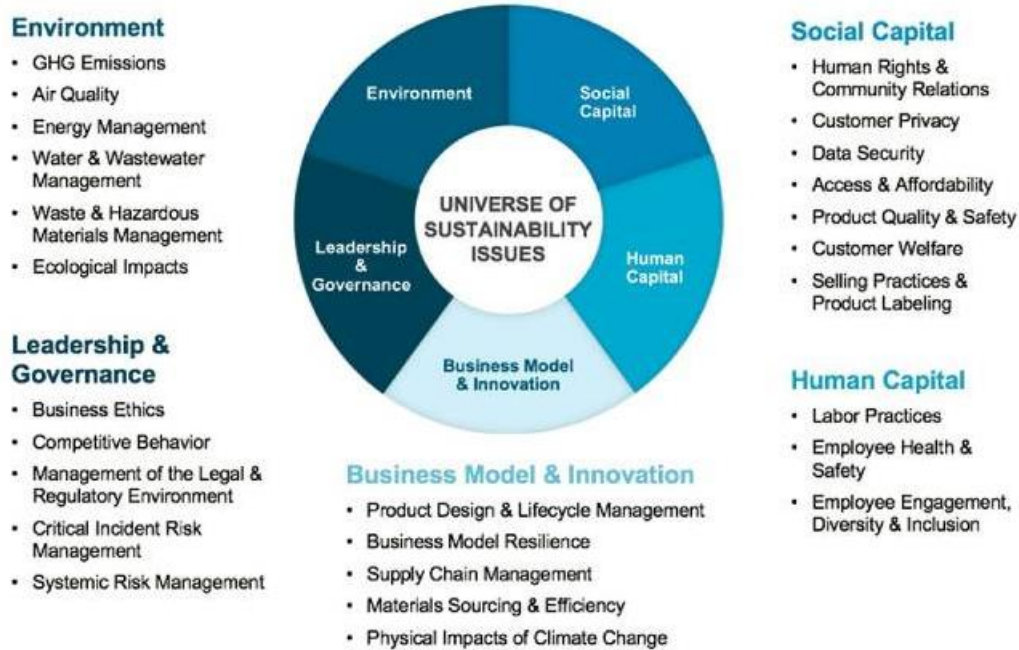 Environment
• GHG Emissions
• Air Quality
• Energy Management
• Water & Wastewater
Management
• Waste & Hazardous
Materials Management
• Ecological Impacts
Leadership &
Governance
• Business Ethics
• Competitive Behavior
• Management of the Legal &
Regulatory Environment
• Critical Incident Risk
Management
• Systemic Risk Management
Environment
Social
Capital
UNIVERSE OF
SUSTAINABILITY
ISSUES
Leadership
&
Governance
Human
Capital
Business Model
& Innovation
Business Model & Innovation
• Product Design & Lifecycle Management
• Business Model Resilience
• Supply Chain Management
• Materials Sourcing & Efficiency
• Physical Impacts of Climate Change
Social Capital
• Human Rights &
Community Relations
• Customer Privacy
• Data Security
• Access & Affordability
• Product Quality & Safety
• Customer Welfare
• Selling Practices &
Product Labeling
Human Capital
• Labor Practices
• Employee Health &
Safety
• Employee Engagement,
Diversity & Inclusion